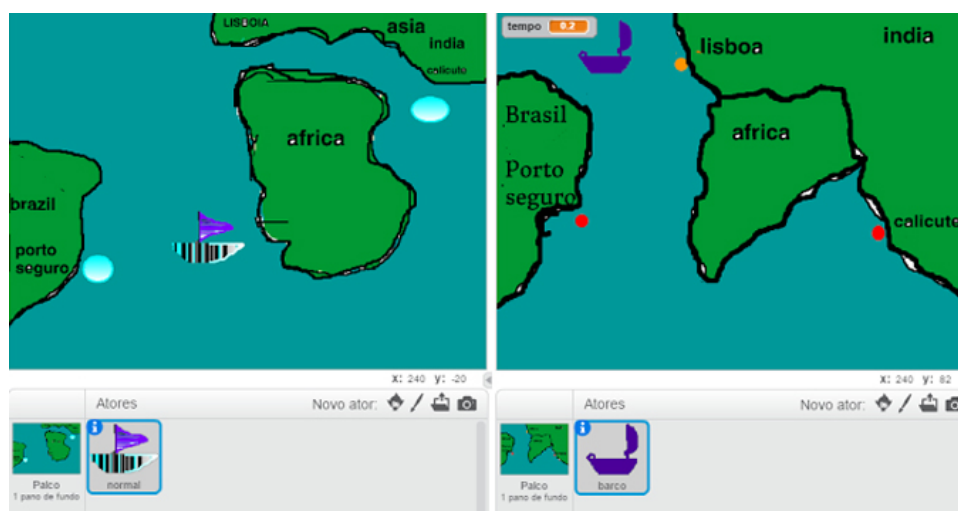 LISBOIA
asia
india
calicute
africa
brazil
porto
seguro
x: 240 y: -20
Atores
Novo ator:
Palco
1 pano de fundo
normal
tempo 0.2
lisboa
india
Brasil
africa
Porto
seguro
calicute
x: 240 y: 82
Atores
Novo ator:
Palco
1 pano de fundo
barco